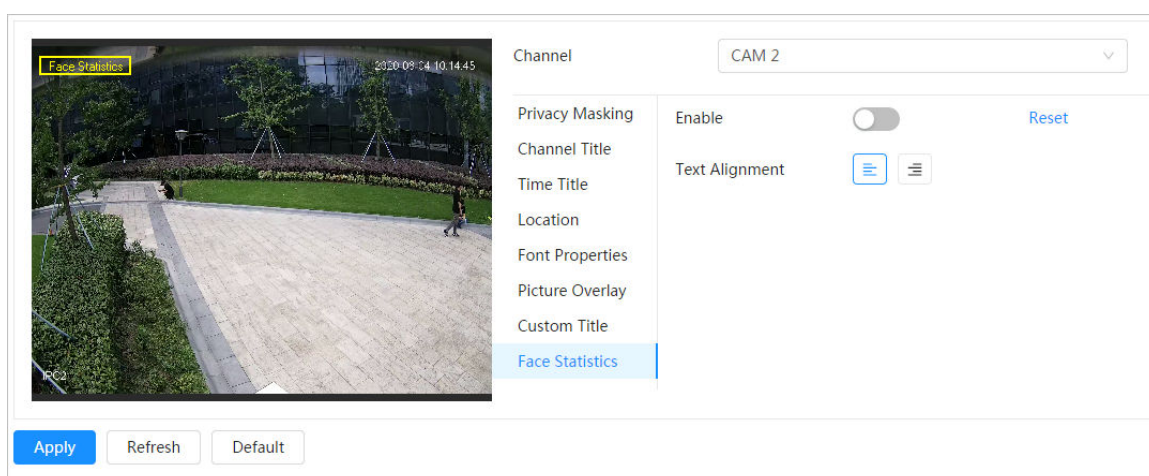 Face Statistics
2020-09-04 10:14:45
IPC2
Channel
CAM 2
Privacy Masking
Channel Title
Time Title
Location
Font Properties
Picture Overlay
Custom Title
Face Statistics
Enable
Reset
Text Alignment
Apply
Refresh
Default